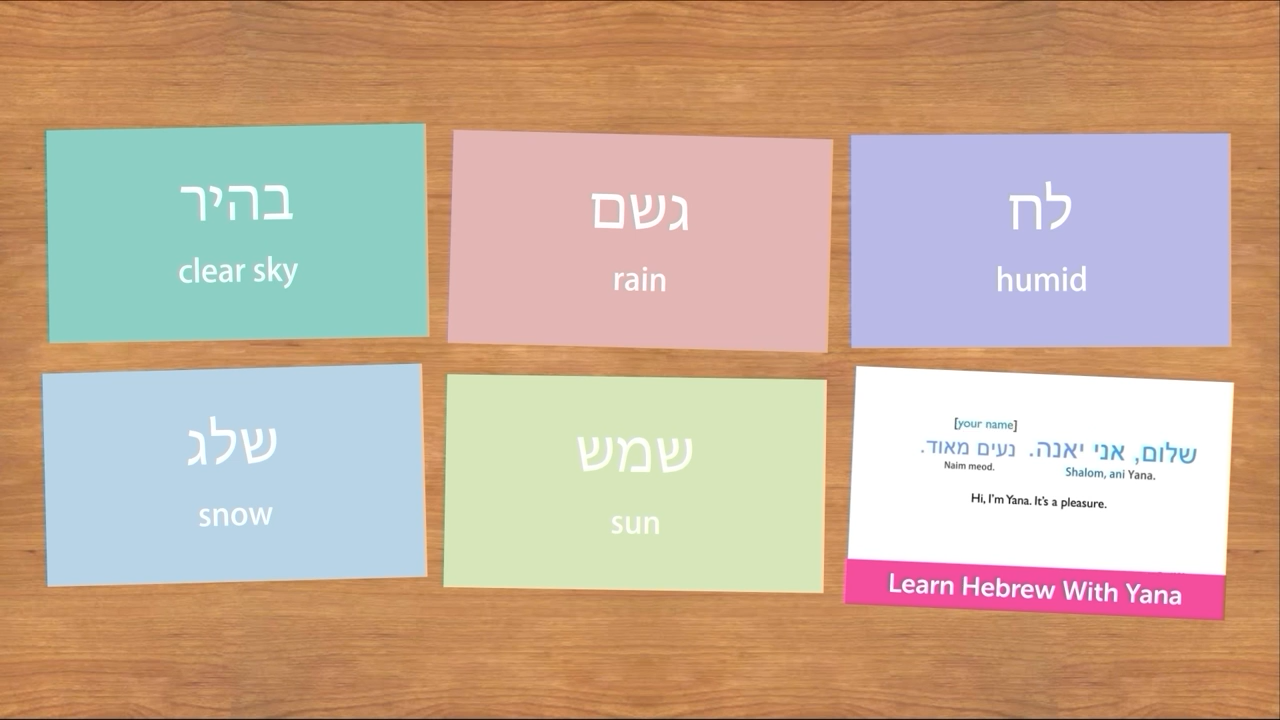 בהיר
clear sky
גשם
rain
לח
humid
שלג
snow
שמש
sun
[your name]
שלום, אני יאנה. נעים מאוד.
Shalom, ani Yana. Naim meod.
Hi, I'm Yana. It's a pleasure.
Learn Hebrew With Yana